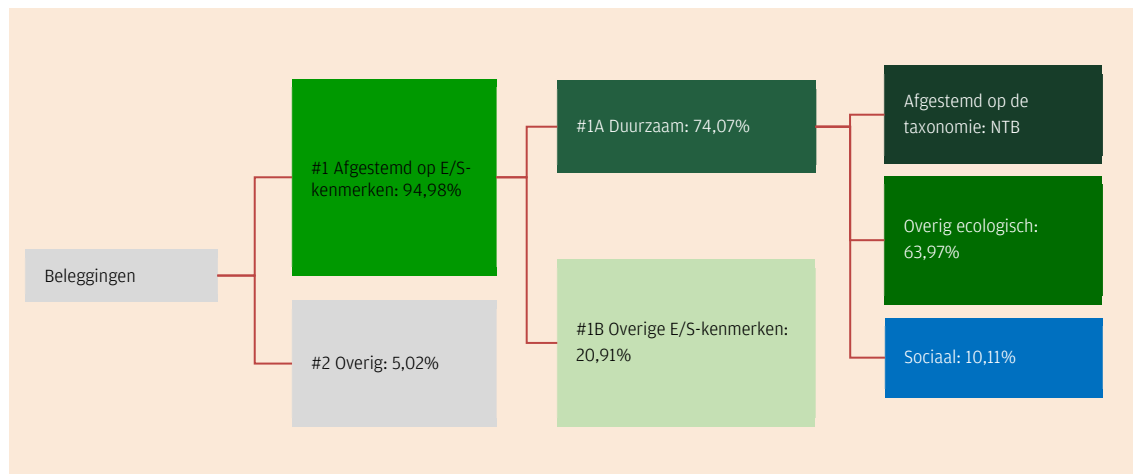 Beleggingen
#1 Afgestemd op E/S-
kenmerken: 94,98%
#2 Overig: 5,02%
#1A Duurzaam: 74,07%
#1B Overige E/S-kenmerken:
20,91%
Afgestemd op de
taxonomie: NTB
Overig ecologisch:
63,97%
Sociaal: 10,11%